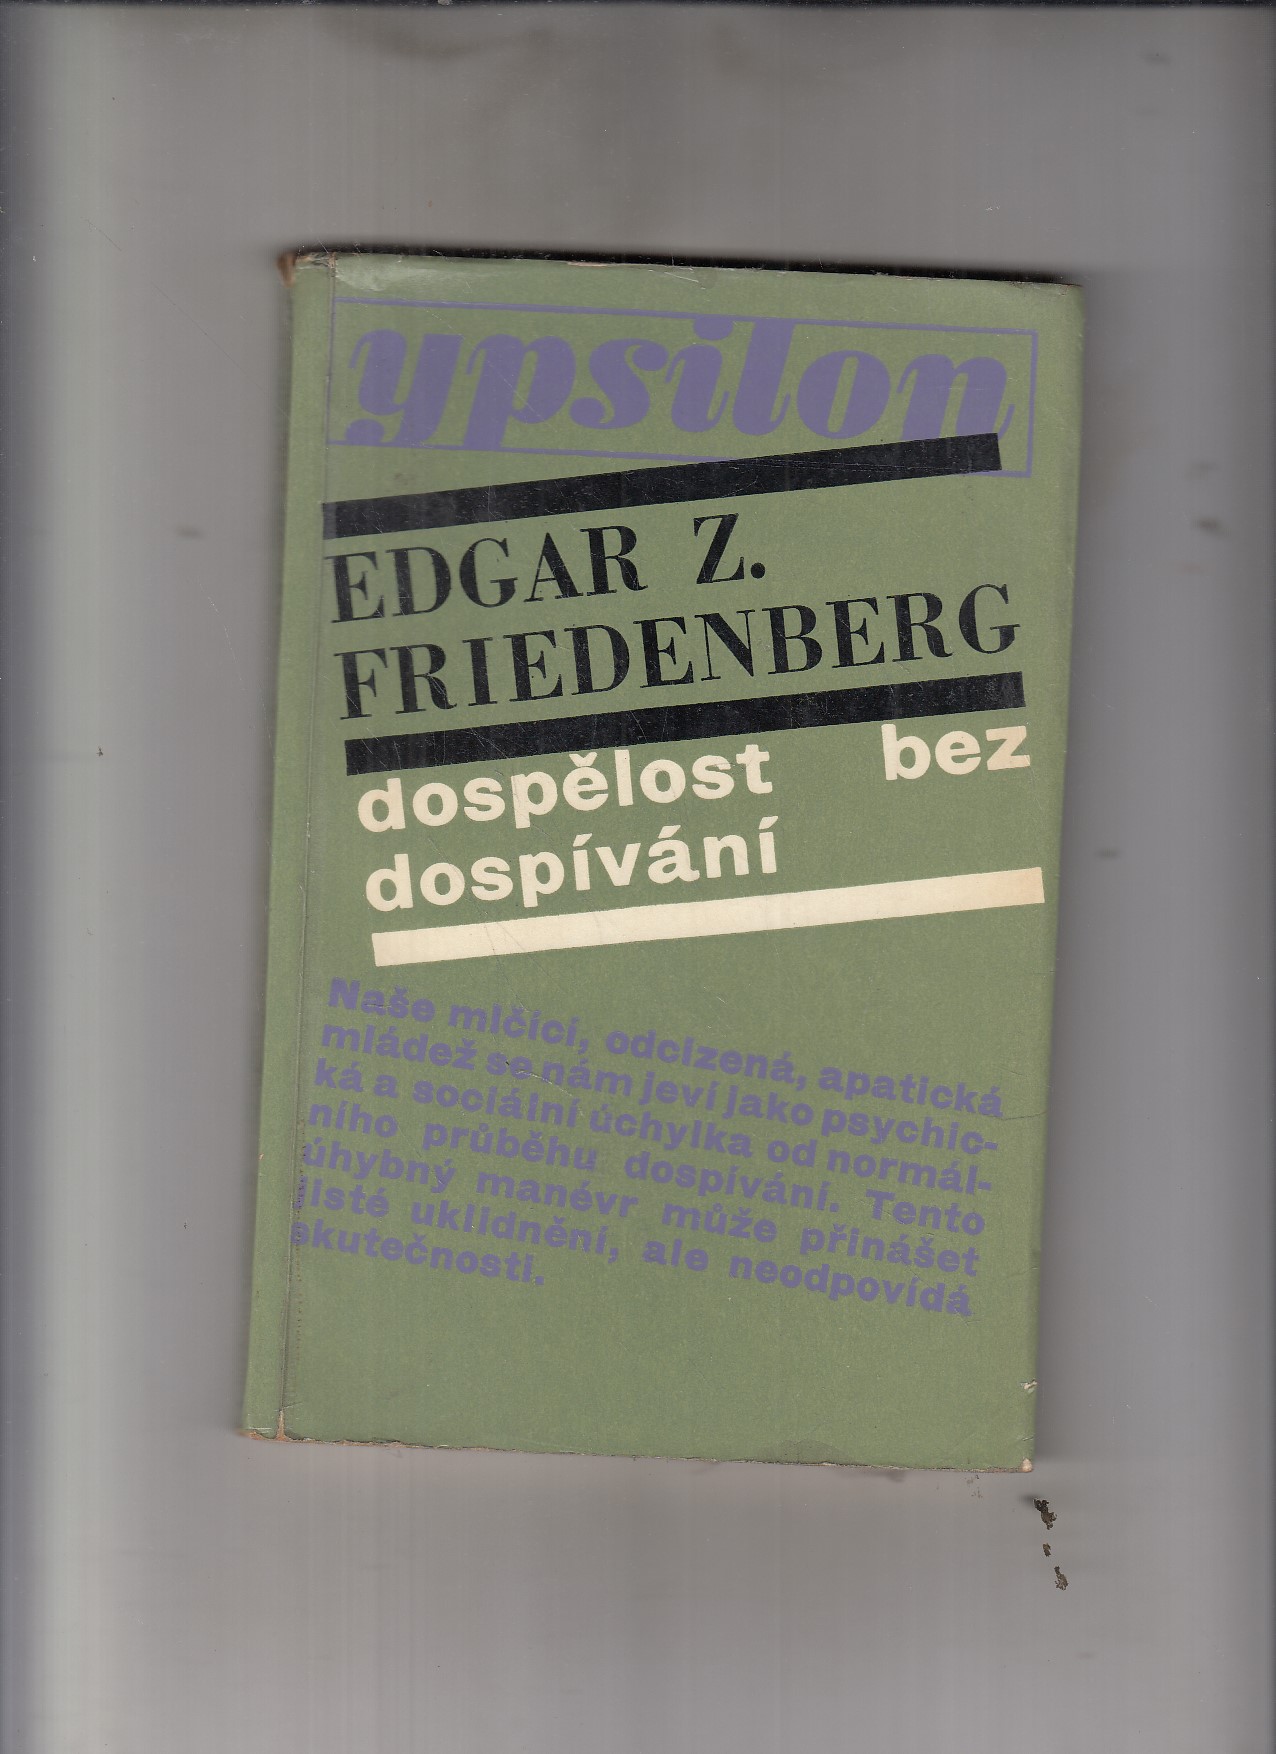 ypsilon
EDGAR Z.
FRIEDENBERG
dospělost bez
dospívání
Naše mlčící, odcizená, apatická
mládež se nám jeví jako psychic-
ká a sociální úchylka od normál-
ního průběhu dospívání. Tento
úhybný manévr může přinášet
jisté uklidnění, ale neodpovídá
skutečnosti.